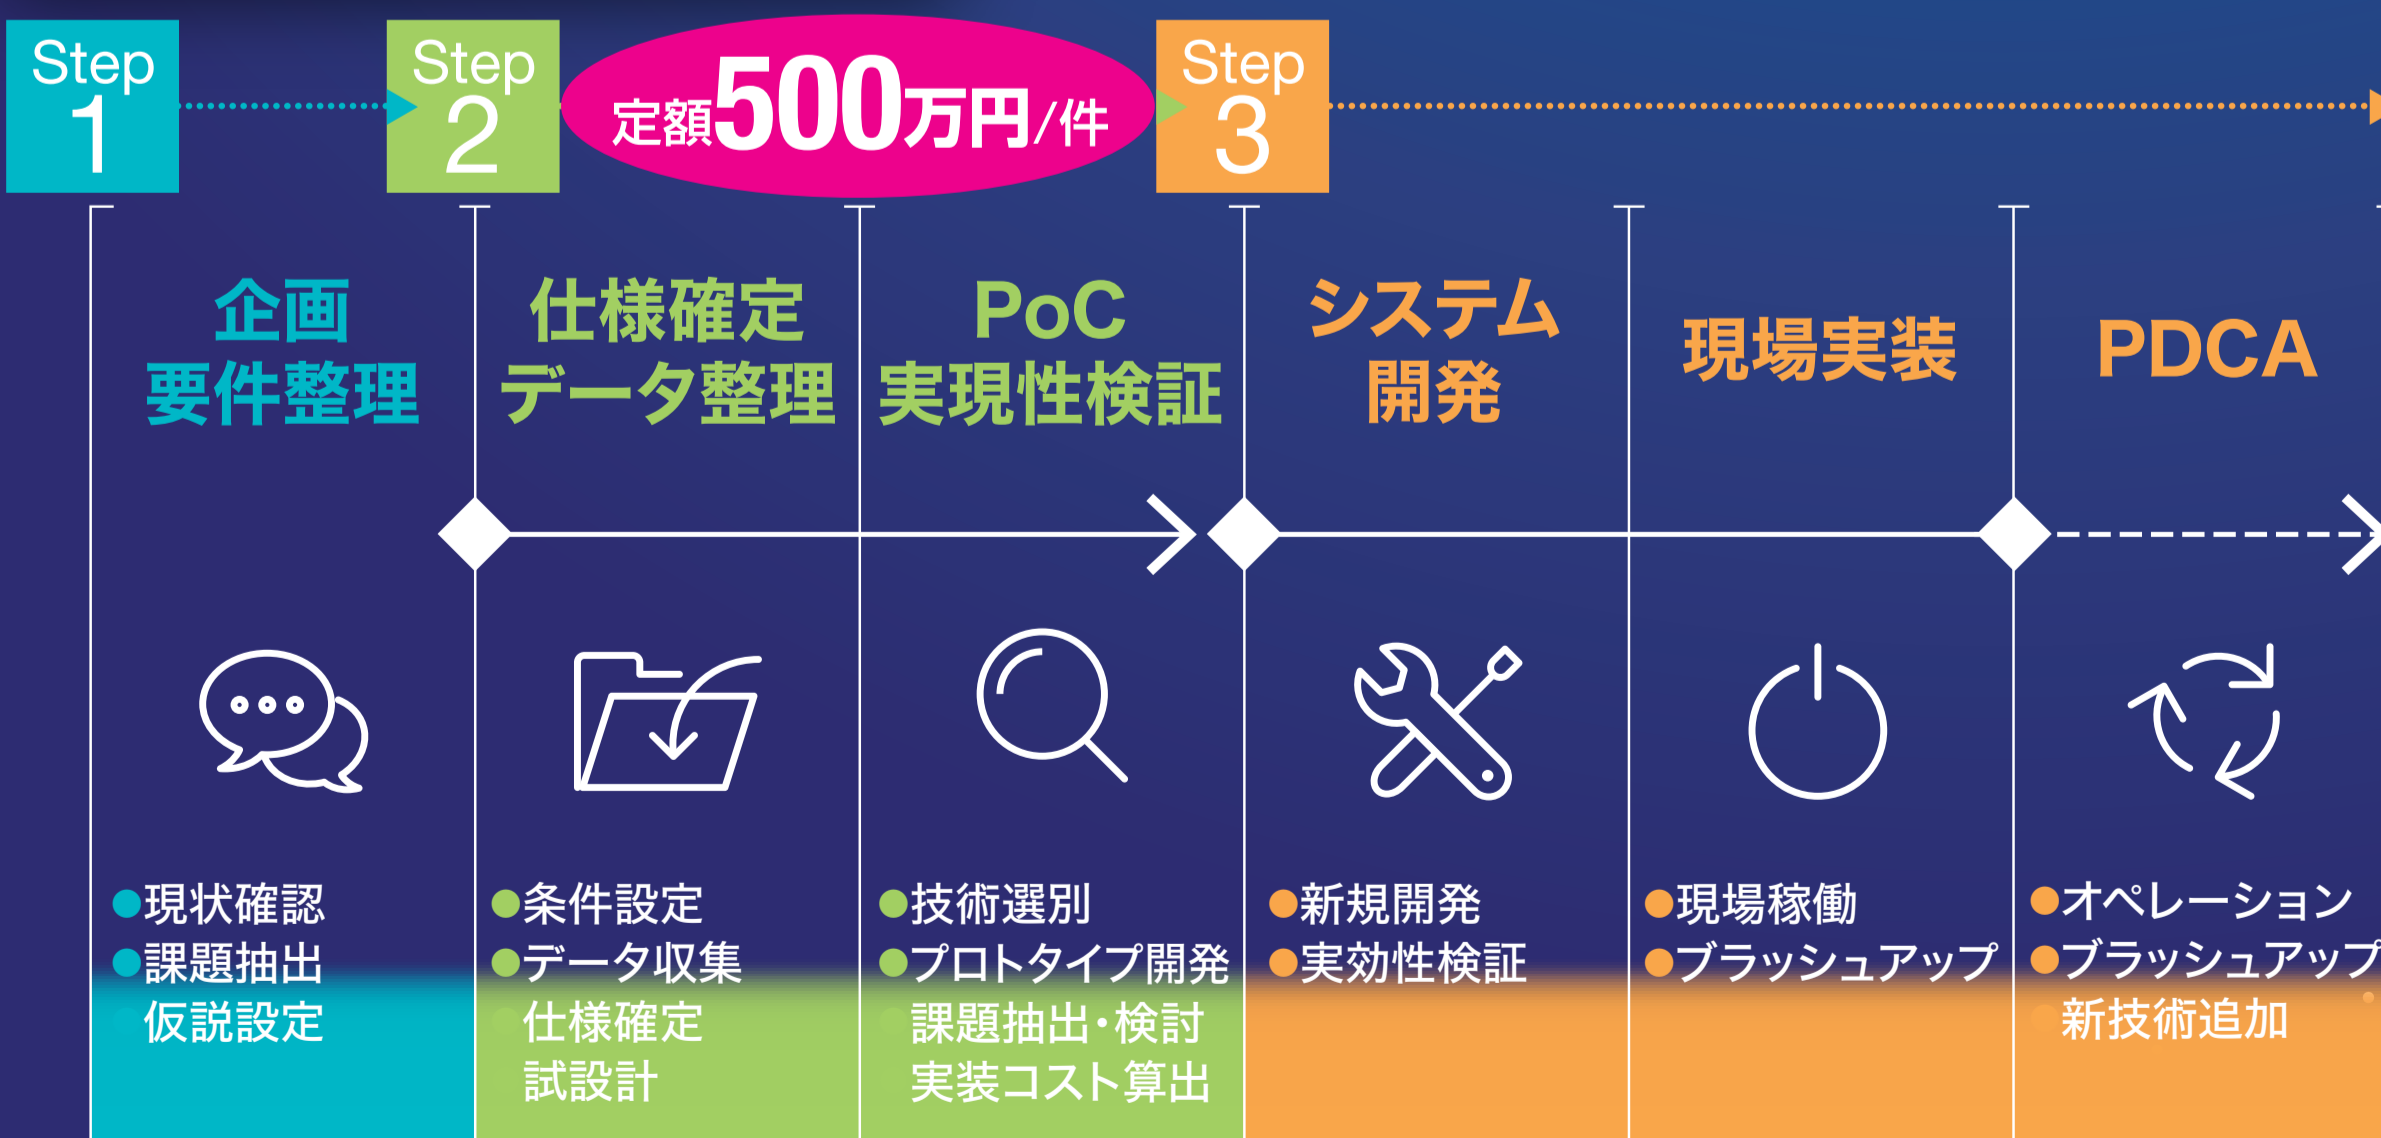 Step
1
Step
2
定額500万円/件
Step
3
企画
要件整理
仕様確定
データ整理
PoC
実現性検証
システム
開発
現場実装
PDCA
●現状確認
●課題抽出
●仮説設定
●条件設定
●データ収集
仕様確定
試設計
●技術選別
●プロトタイプ開発
課題抽出・検討
実装コスト算出
●新規開発
●実効性検証
●現場稼働
●ブラッシュアップ
●オペレーション
●ブラッシュアップ
●新技術追加